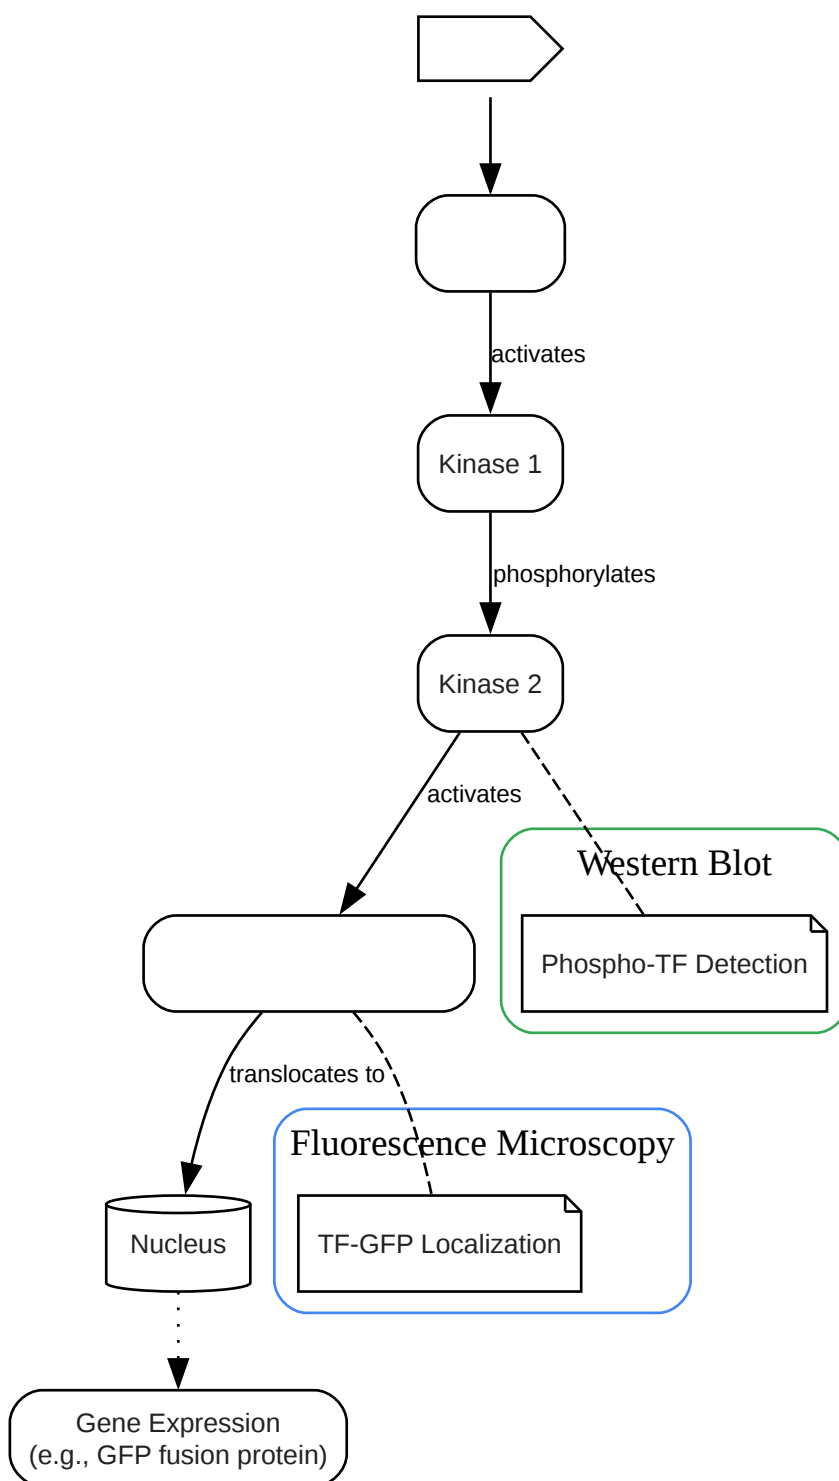 activates
Kinase 1
phosphorylates
Kinase 2
activates
Western Blot
Phospho-TF Detection
translocates to
Fluorescence Microscopy
Nucleus
TF-GFP Localization
Gene Expression
(e.g., GFP fusion protein)